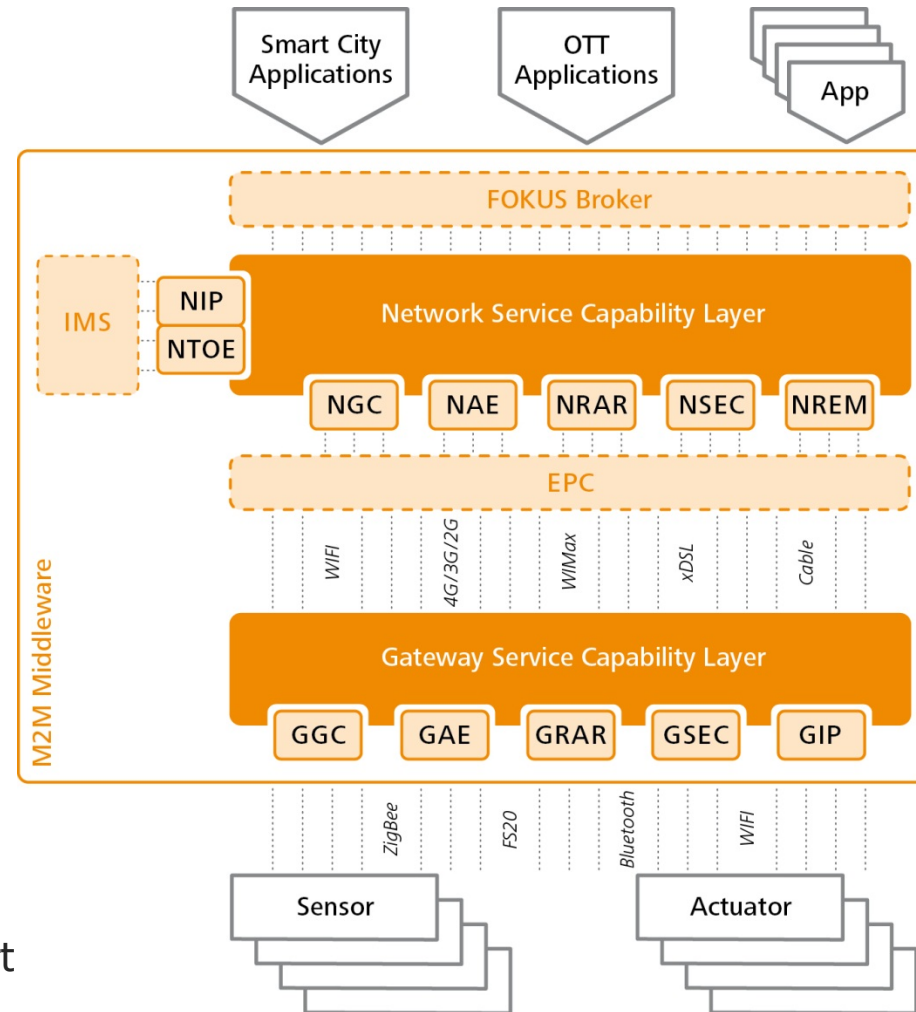 Smart City
Applications
OTT
Applications
App
FOKUS Broker
IMS
NIP
NTOE
Network Service Capability Layer
NGC
NAE
NRAR
NSEC
NREM
EPC
WIFI
4G/3G/2G
WIMax
xDSL
Cable
Gateway Service Capability Layer
GGC
GAE
GRAR
GSEC
GIP
M2M Middleware
ZigBee
FS20
Bluetooth
WIFI
Sensor
Actuator
t